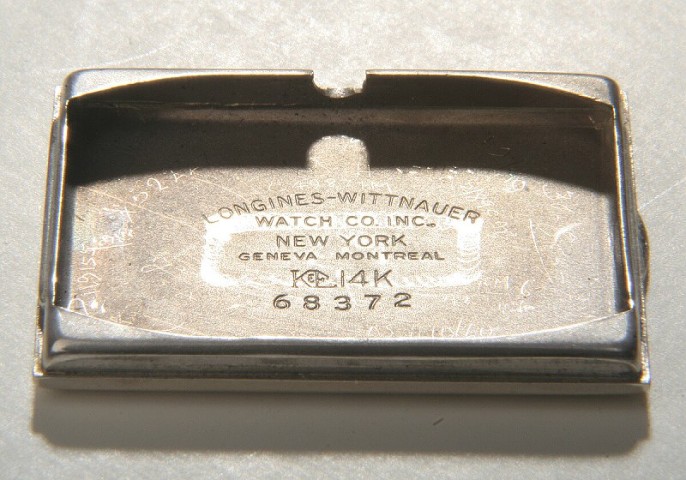 LONGINES-WITTNAUER
WATCH CO. INC.
NEW YORK
GENEVA MONTREAL
14K
68372